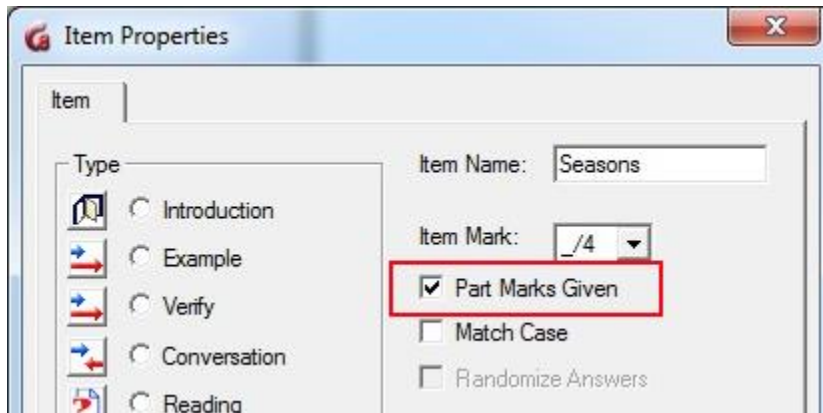 Item Properties
Item
Type
Introduction
Example
Verify
Conversation
Reading
Item Name: Seasons
Item Mark: _/4
Part Marks Given
Match Case
Randomize Answers